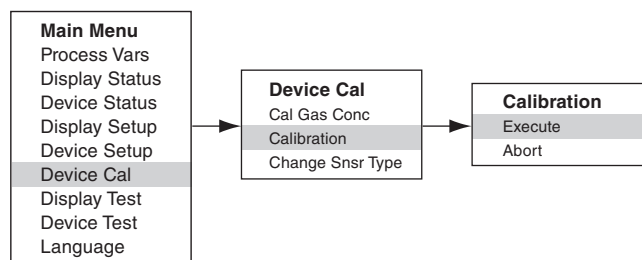 Main Menu
Process Vars
Display Status
Device Status
Display Setup
Device Setup
Device Cal
Display Test
Device Test
Language
Device Cal
Cal Gas Conc
Calibration
Change Snsr Type
Calibration
Execute
Abort